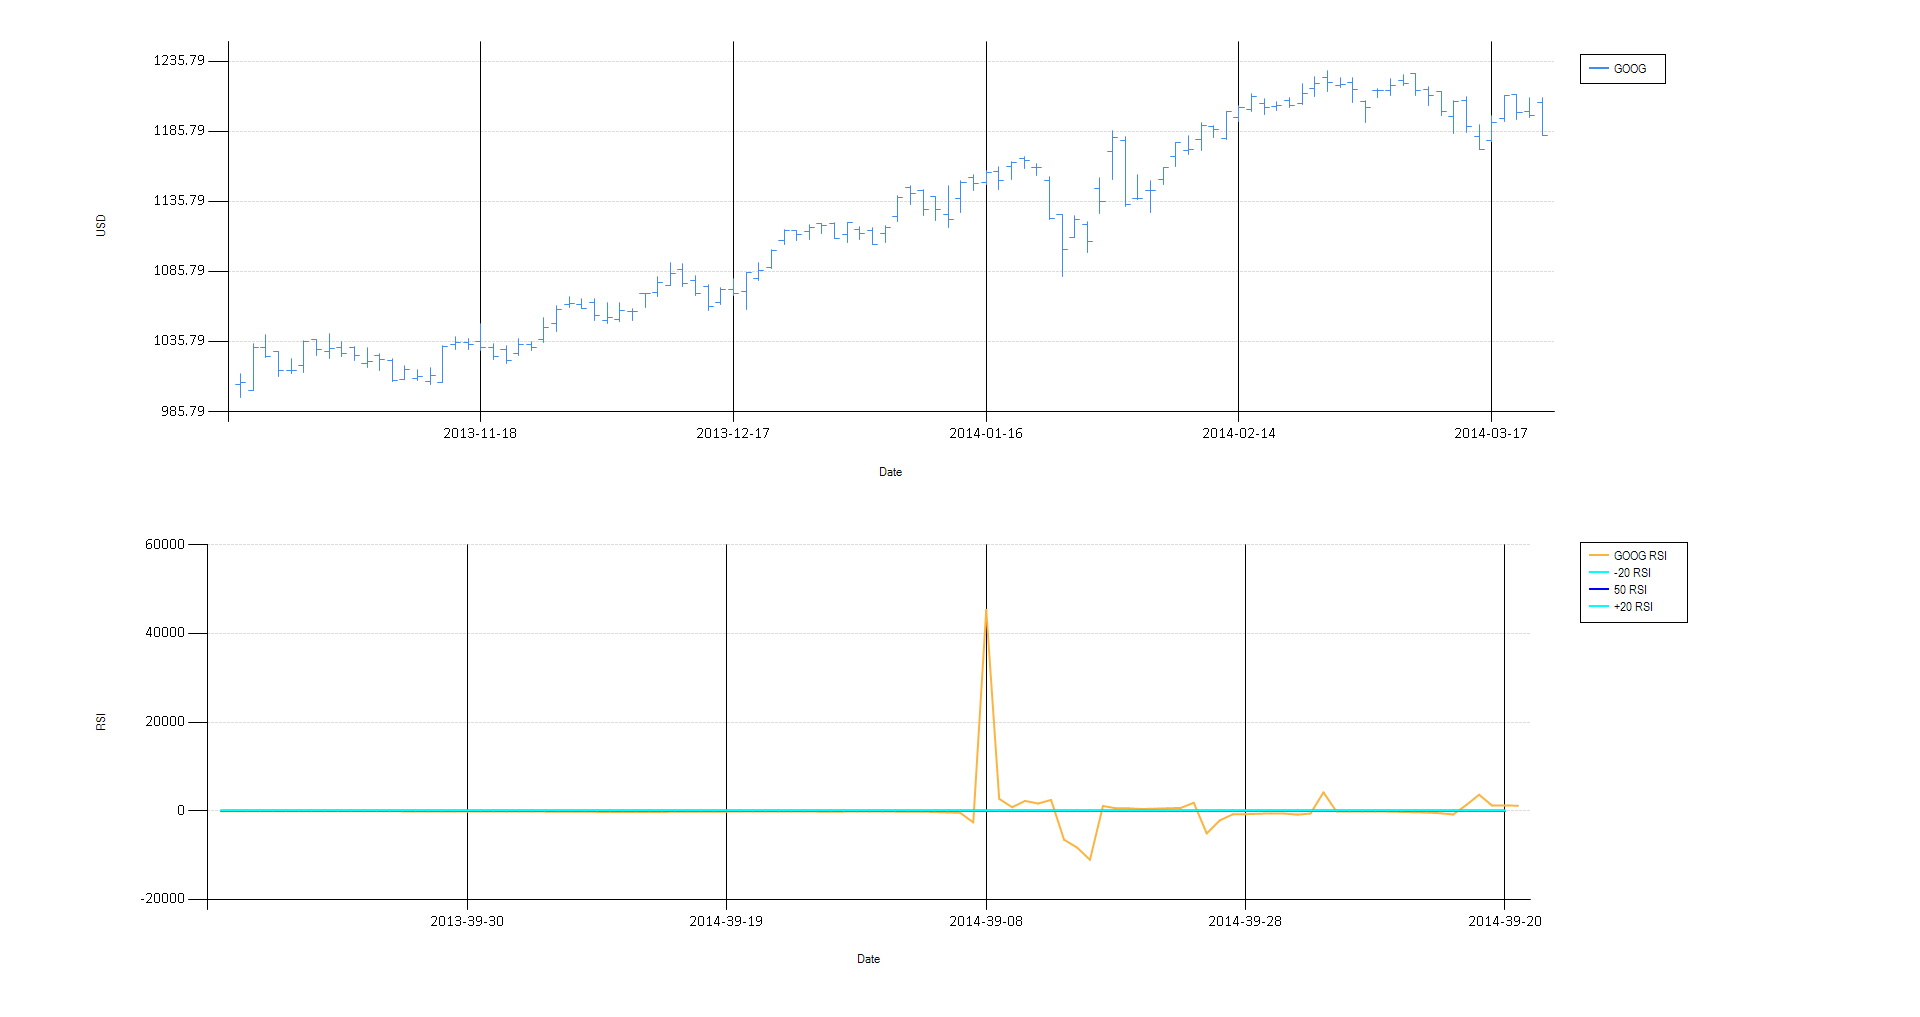 1235.79
1185.79
1135.79
1085.79
1035.79
985.79
USD
2013-11-18
2013-12-17
2014-01-16
2014-02-14
2014-03-17
Date
GOOG
60000
40000
20000
0
-20000
RSI
2013-39-30
2014-39-19
2014-39-08
2014-39-28
2014-39-20
Date
GOOG RSI
-20 RSI
50 RSI
+20 RSI